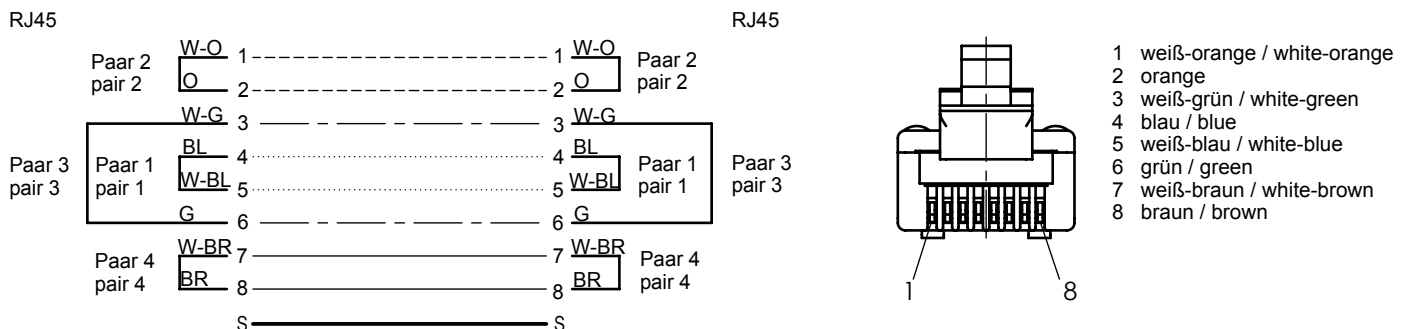 RJ45
RJ45
Paar 2
pair 2
W-O 1
O 2
1 W-O
2 O
Paar 2
pair 2
Paar 3
pair 3
W-G 3
3 W-G
Paar 1
pair 1
BL 4
W-BL 5
4 BL
5 W-BL
Paar 1
pair 1
Paar 3
pair 3
G 6
6 G
Paar 4
pair 4
W-BR 7
BR 8
7 W-BR
8 BR
Paar 4
pair 4
S S
1 8
1 weiß-orange / white-orange
2 orange
3 weiß-grün / white-green
4 blau / blue
5 weiß-blau / white-blue
6 grün / green
7 weiß-braun / white-brown
8 braun / brown